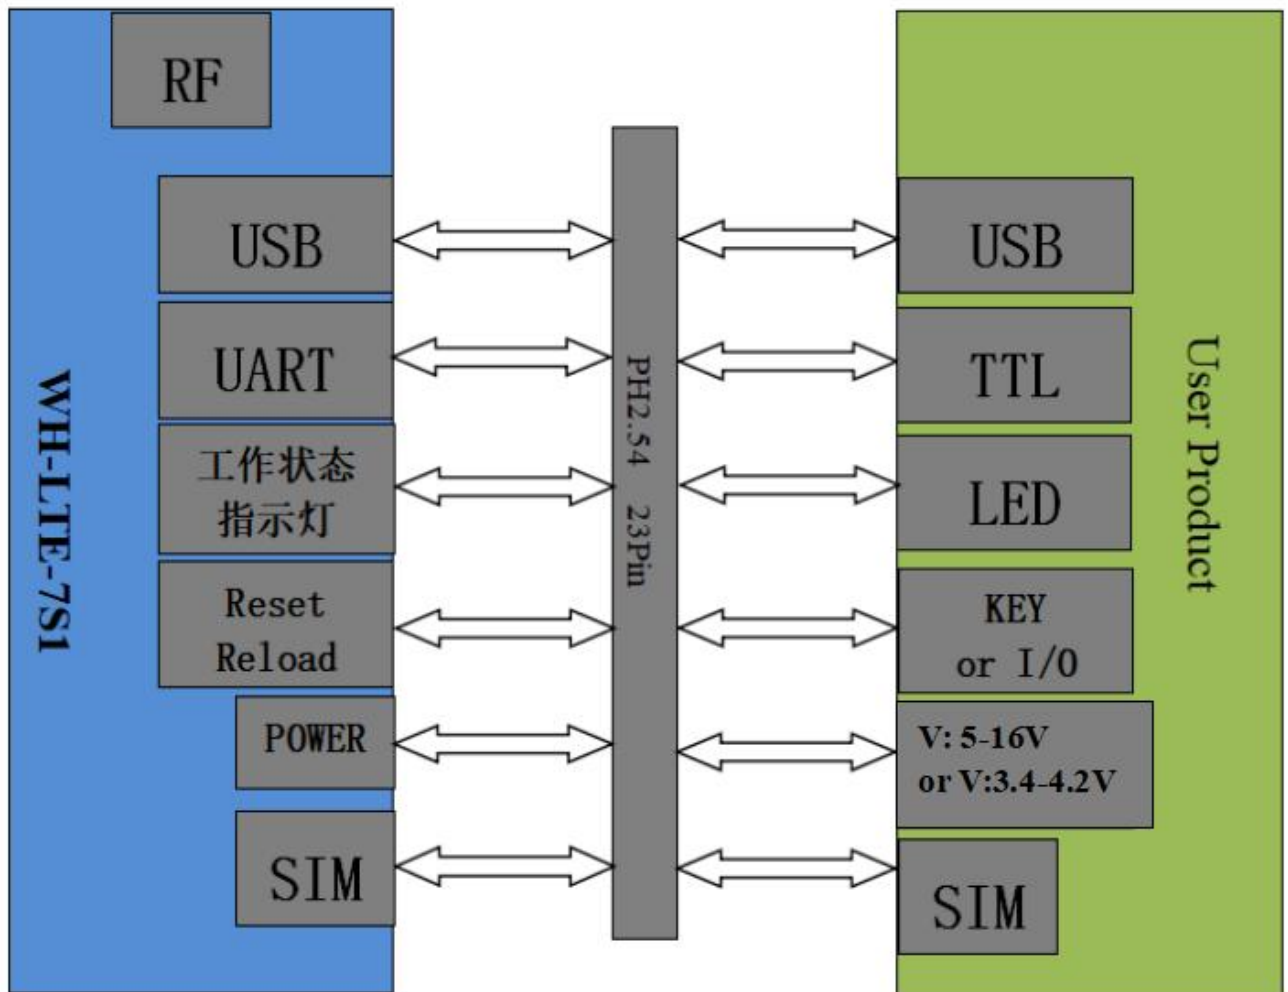 RF
USB
UART
工作状态
指示灯
Reset
Reload
POWER
SIM
WH-LTE-7S1
PH2.54 23Pin
USB
TTL
LED
KEY
or I/O
V: 5-16V
or V:3.4-4.2V
SIM
User Product